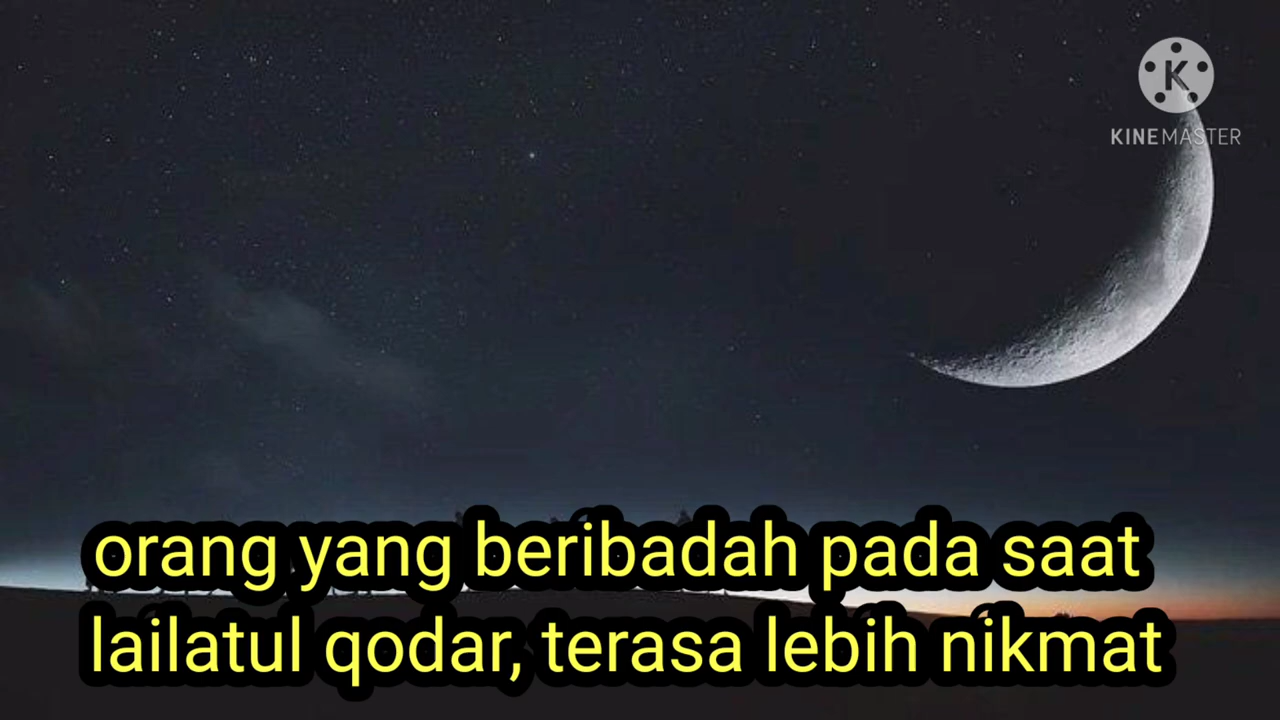 K
KINEMASTER
orang yang beribadah pada saat
lailatul qodar, terasa lebih nikmat